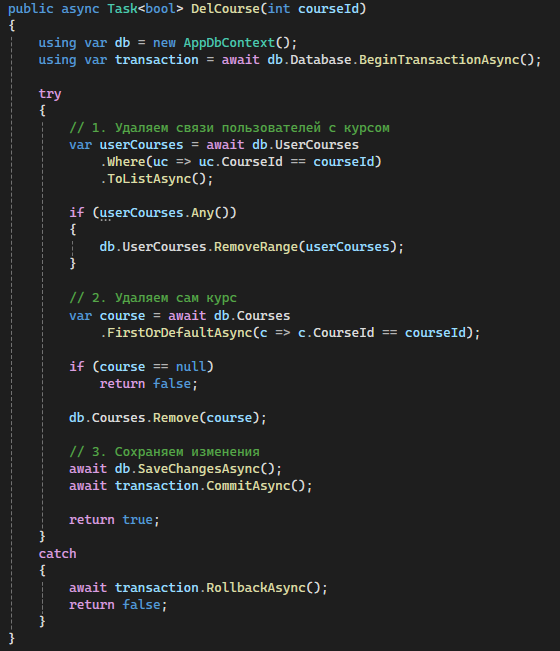 public async Task<bool> DelCourse(int courseId)
{
    using var db = new AppDbContext();
    using var transaction = await db.Database.BeginTransactionAsync();

    try
    {
        // 1. Удаляем связи пользователей с курсом
        var userCourses = await db.UserCourses
            .Where(uc => uc.CourseId == courseId)
            .ToListAsync();

        if (userCourses.Any())
        {
            db.UserCourses.RemoveRange(userCourses);
        }

        // 2. Удаляем сам курс
        var course = await db.Courses
            .FirstOrDefaultAsync(c => c.CourseId == courseId);

        if (course == null)
            return false;

        db.Courses.Remove(course);

        // 3. Сохраняем изменения
        await db.SaveChangesAsync();
        await transaction.CommitAsync();

        return true;
    }
    catch
    {
        await transaction.RollbackAsync();
        return false;
    }
}